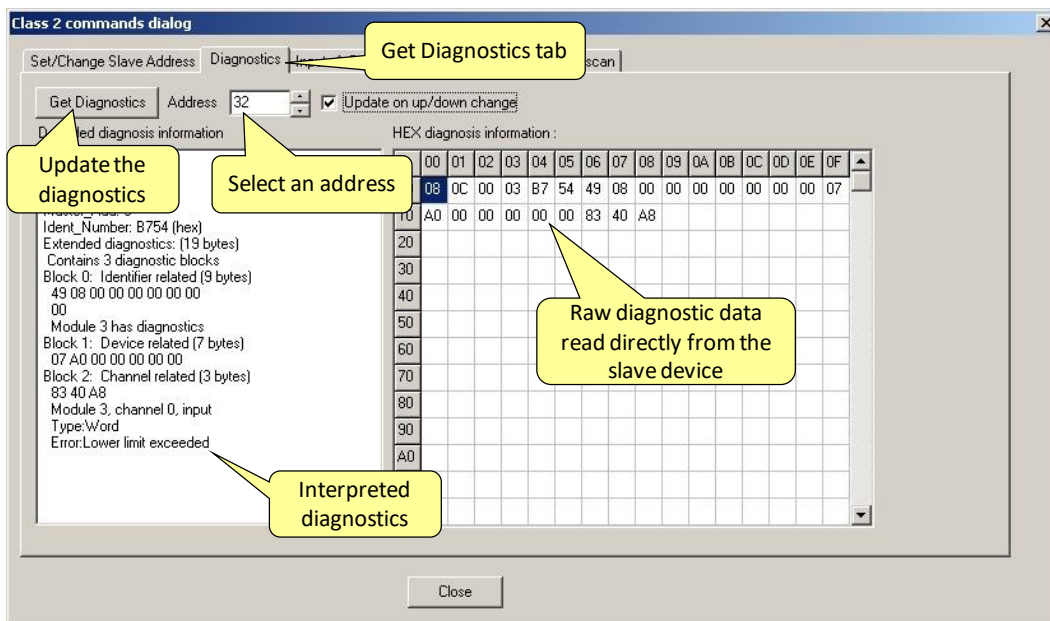 Class 2 commands dialog
Get Diagnostics tab
Set/Change Slave Address Diagnostics scan
Get Diagnostics Address 32 Update on up/down change
diagnosis information HEX diagnosis information :
Update the
diagnostics
Select an address
00 01 02 03 04 05 06 07 08 09 0A 0B 0C 0D 0E 0F
08 0C 00 03 B7 54 49 08 00 00 00 00 00 00 00 07
10 A0 00 00 00 00 00 83 40 A8
20
30
40
50
60
70
80
90
A0
Ident_Number: B754 (hex)
Extended diagnostics: (19 bytes)
Contains 3 diagnostic blocks
Block 0: Identifier related (9 bytes)
49 08 00 00 00 00 00 00
00
Module 3 has diagnostics
Block 1: Device related (7 bytes)
07 A0 00 00 00 00 00
Block 2: Channel related (3 bytes)
83 40 A8
Module 3, channel 0, input
Type:Word
Error:Lower limit exceeded
Raw diagnostic data
read directly from the
slave device
Interpreted
diagnostics
Close